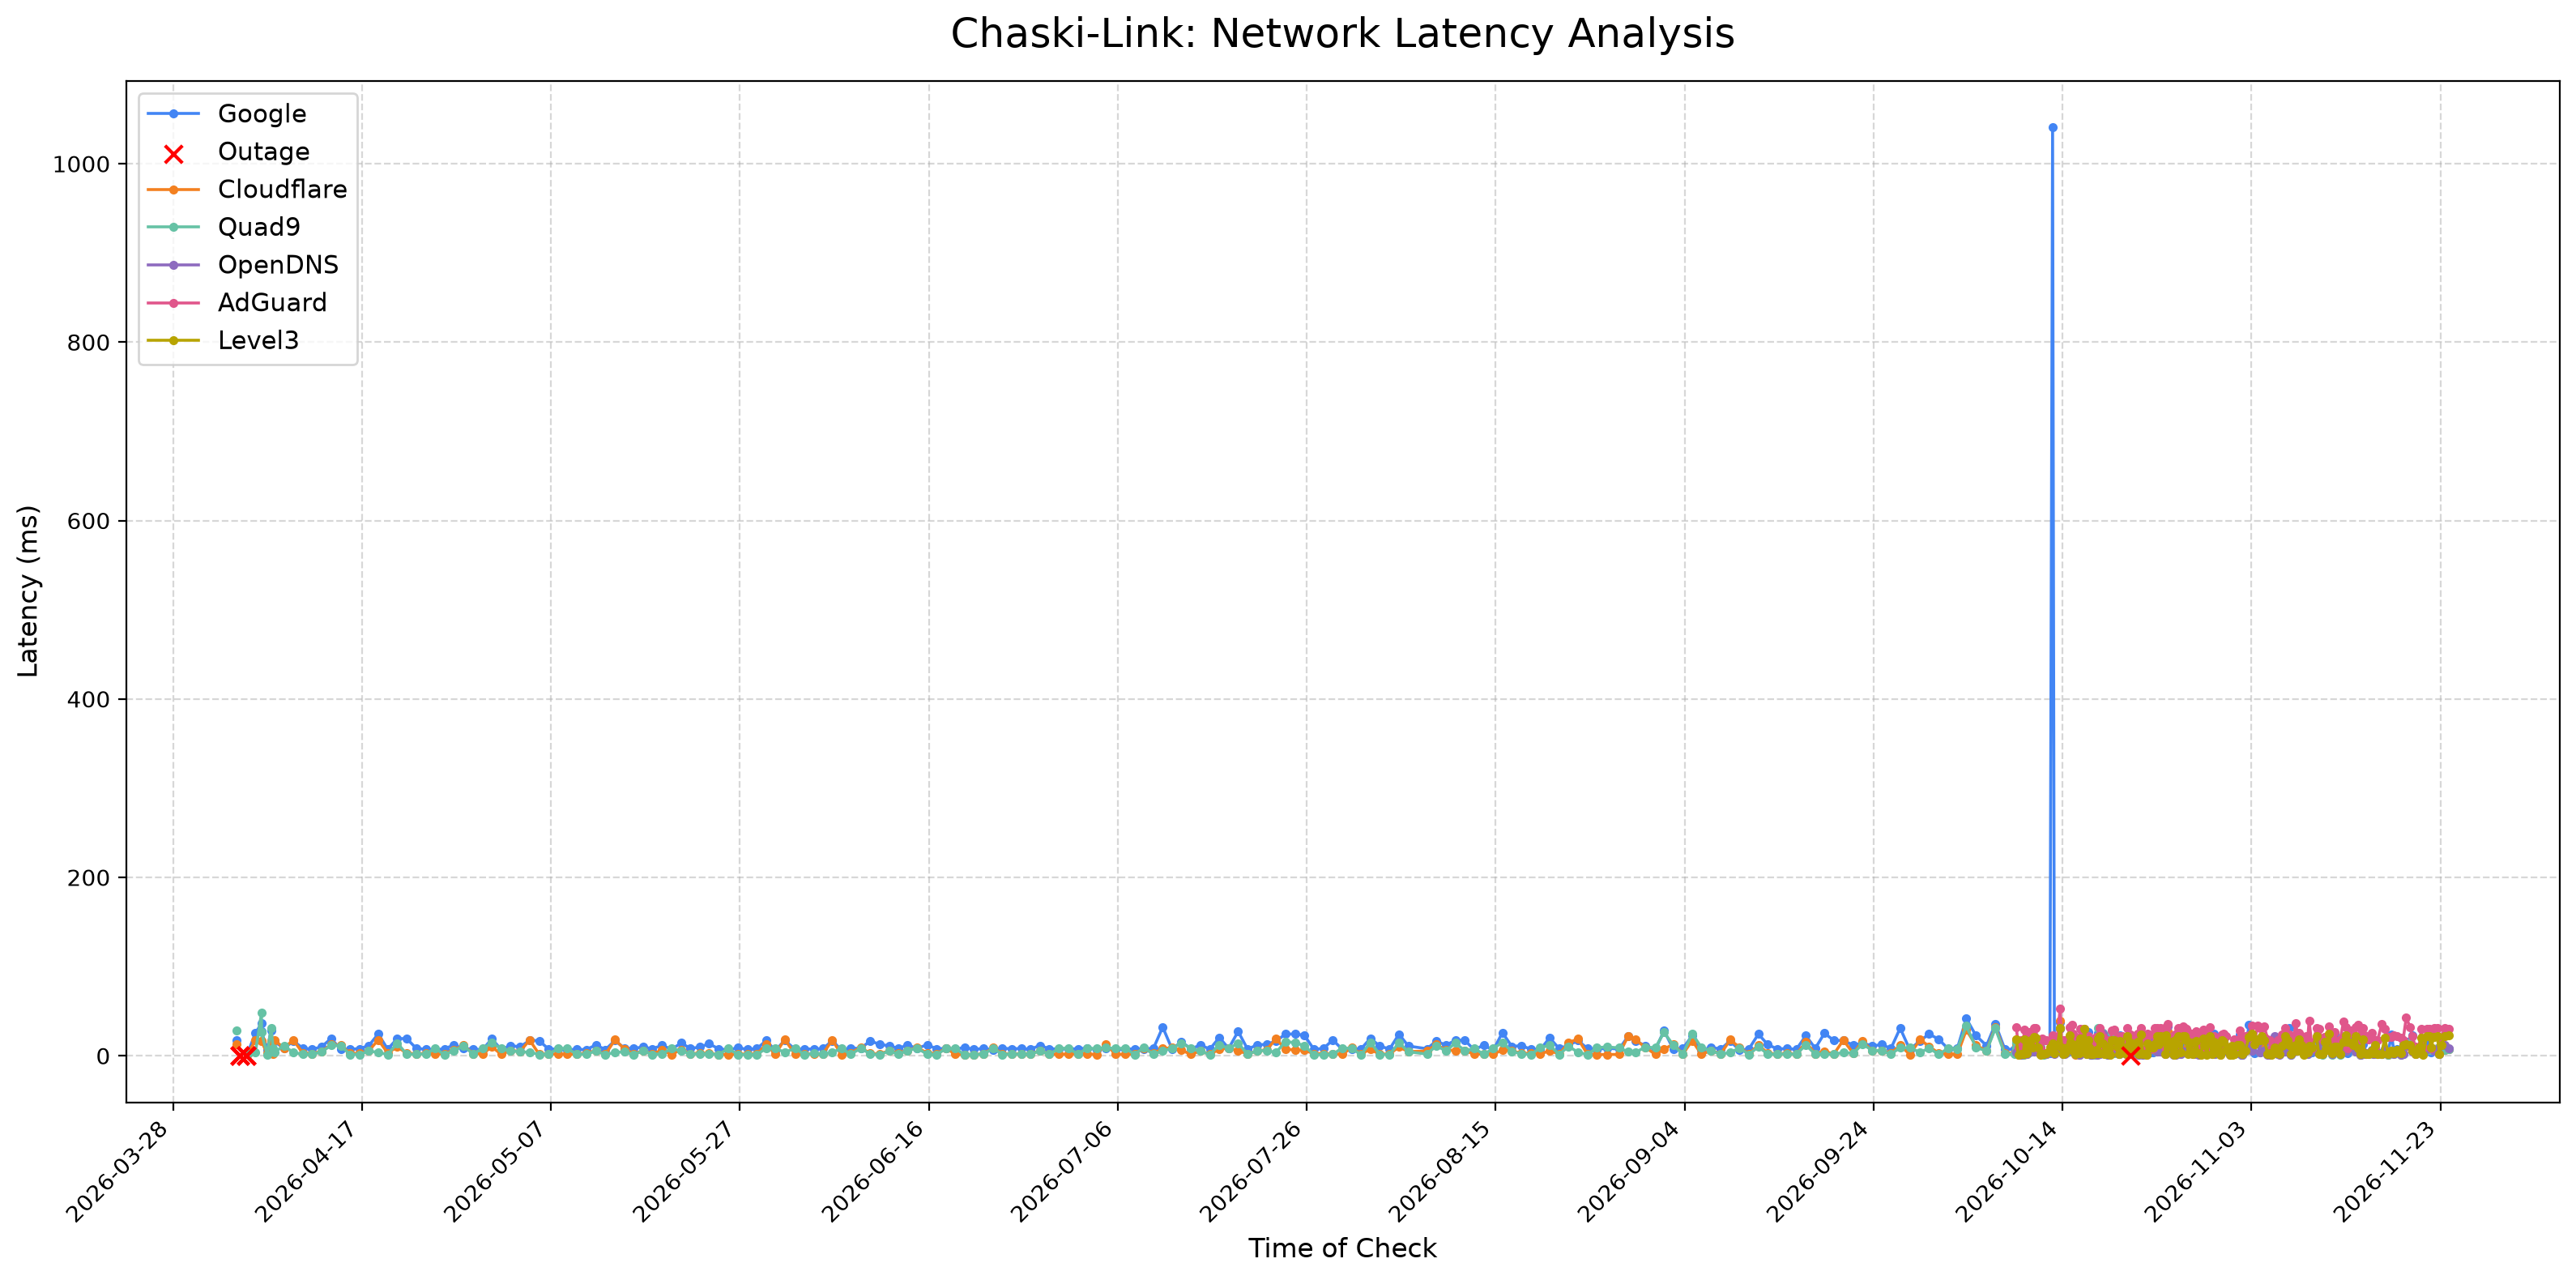 Chaski-Link: Network Latency Analysis
Google
Outage
Cloudflare
Quad9
OpenDNS
AdGuard
Level3
Latency (ms)
1000
800
600
400
200
0
2026-03-28
2026-04-17
2026-05-07
2026-05-27
2026-06-16
2026-07-06
2026-07-26
2026-08-15
2026-09-04
2026-09-24
2026-10-14
2026-11-03
2026-11-23
Time of Check